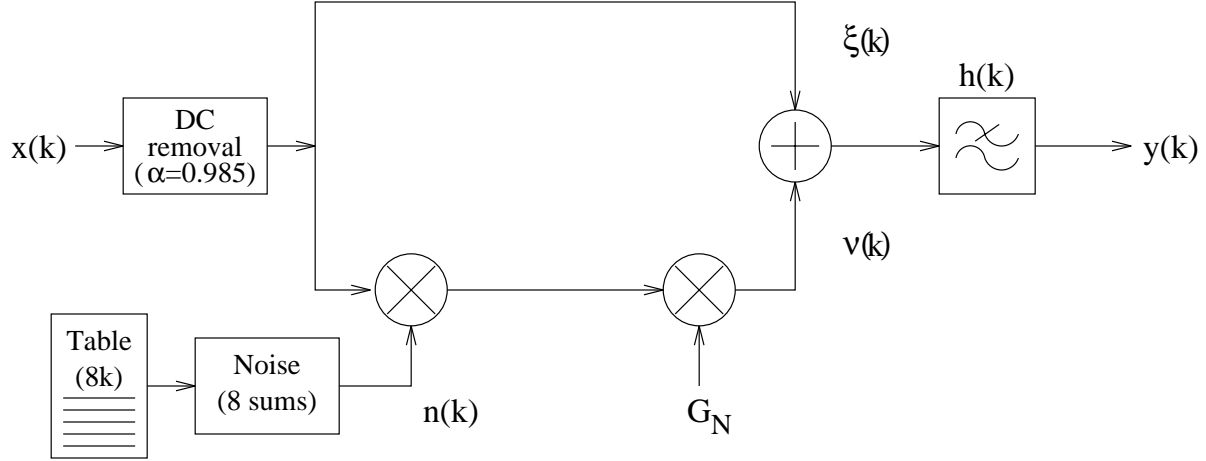 ξ(k)
h(k)
x(k)
DC
removal
(α=0.985)
y(k)
ν(k)
Table
(8k)
Noise
(8 sums)
n(k)
G_N